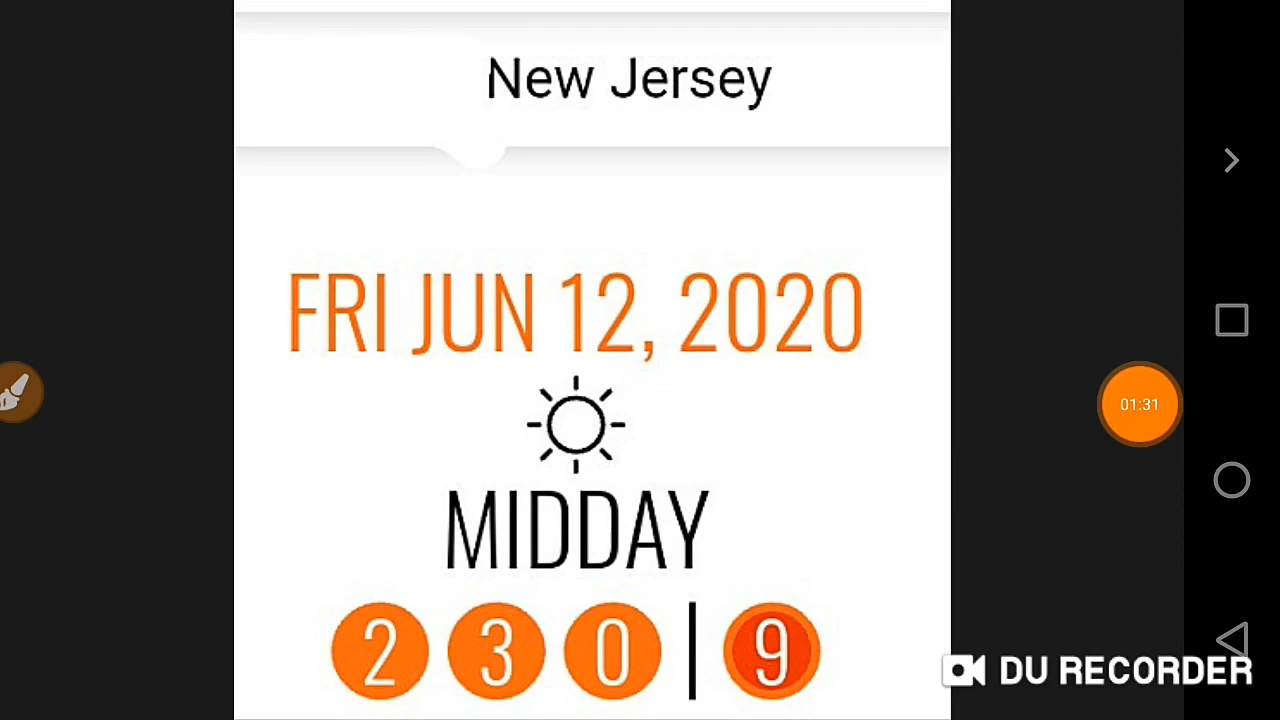 New Jersey
FRI JUN 12, 2020
MIDDAY
2 3 0 | 9
01:31
DU RECORDER